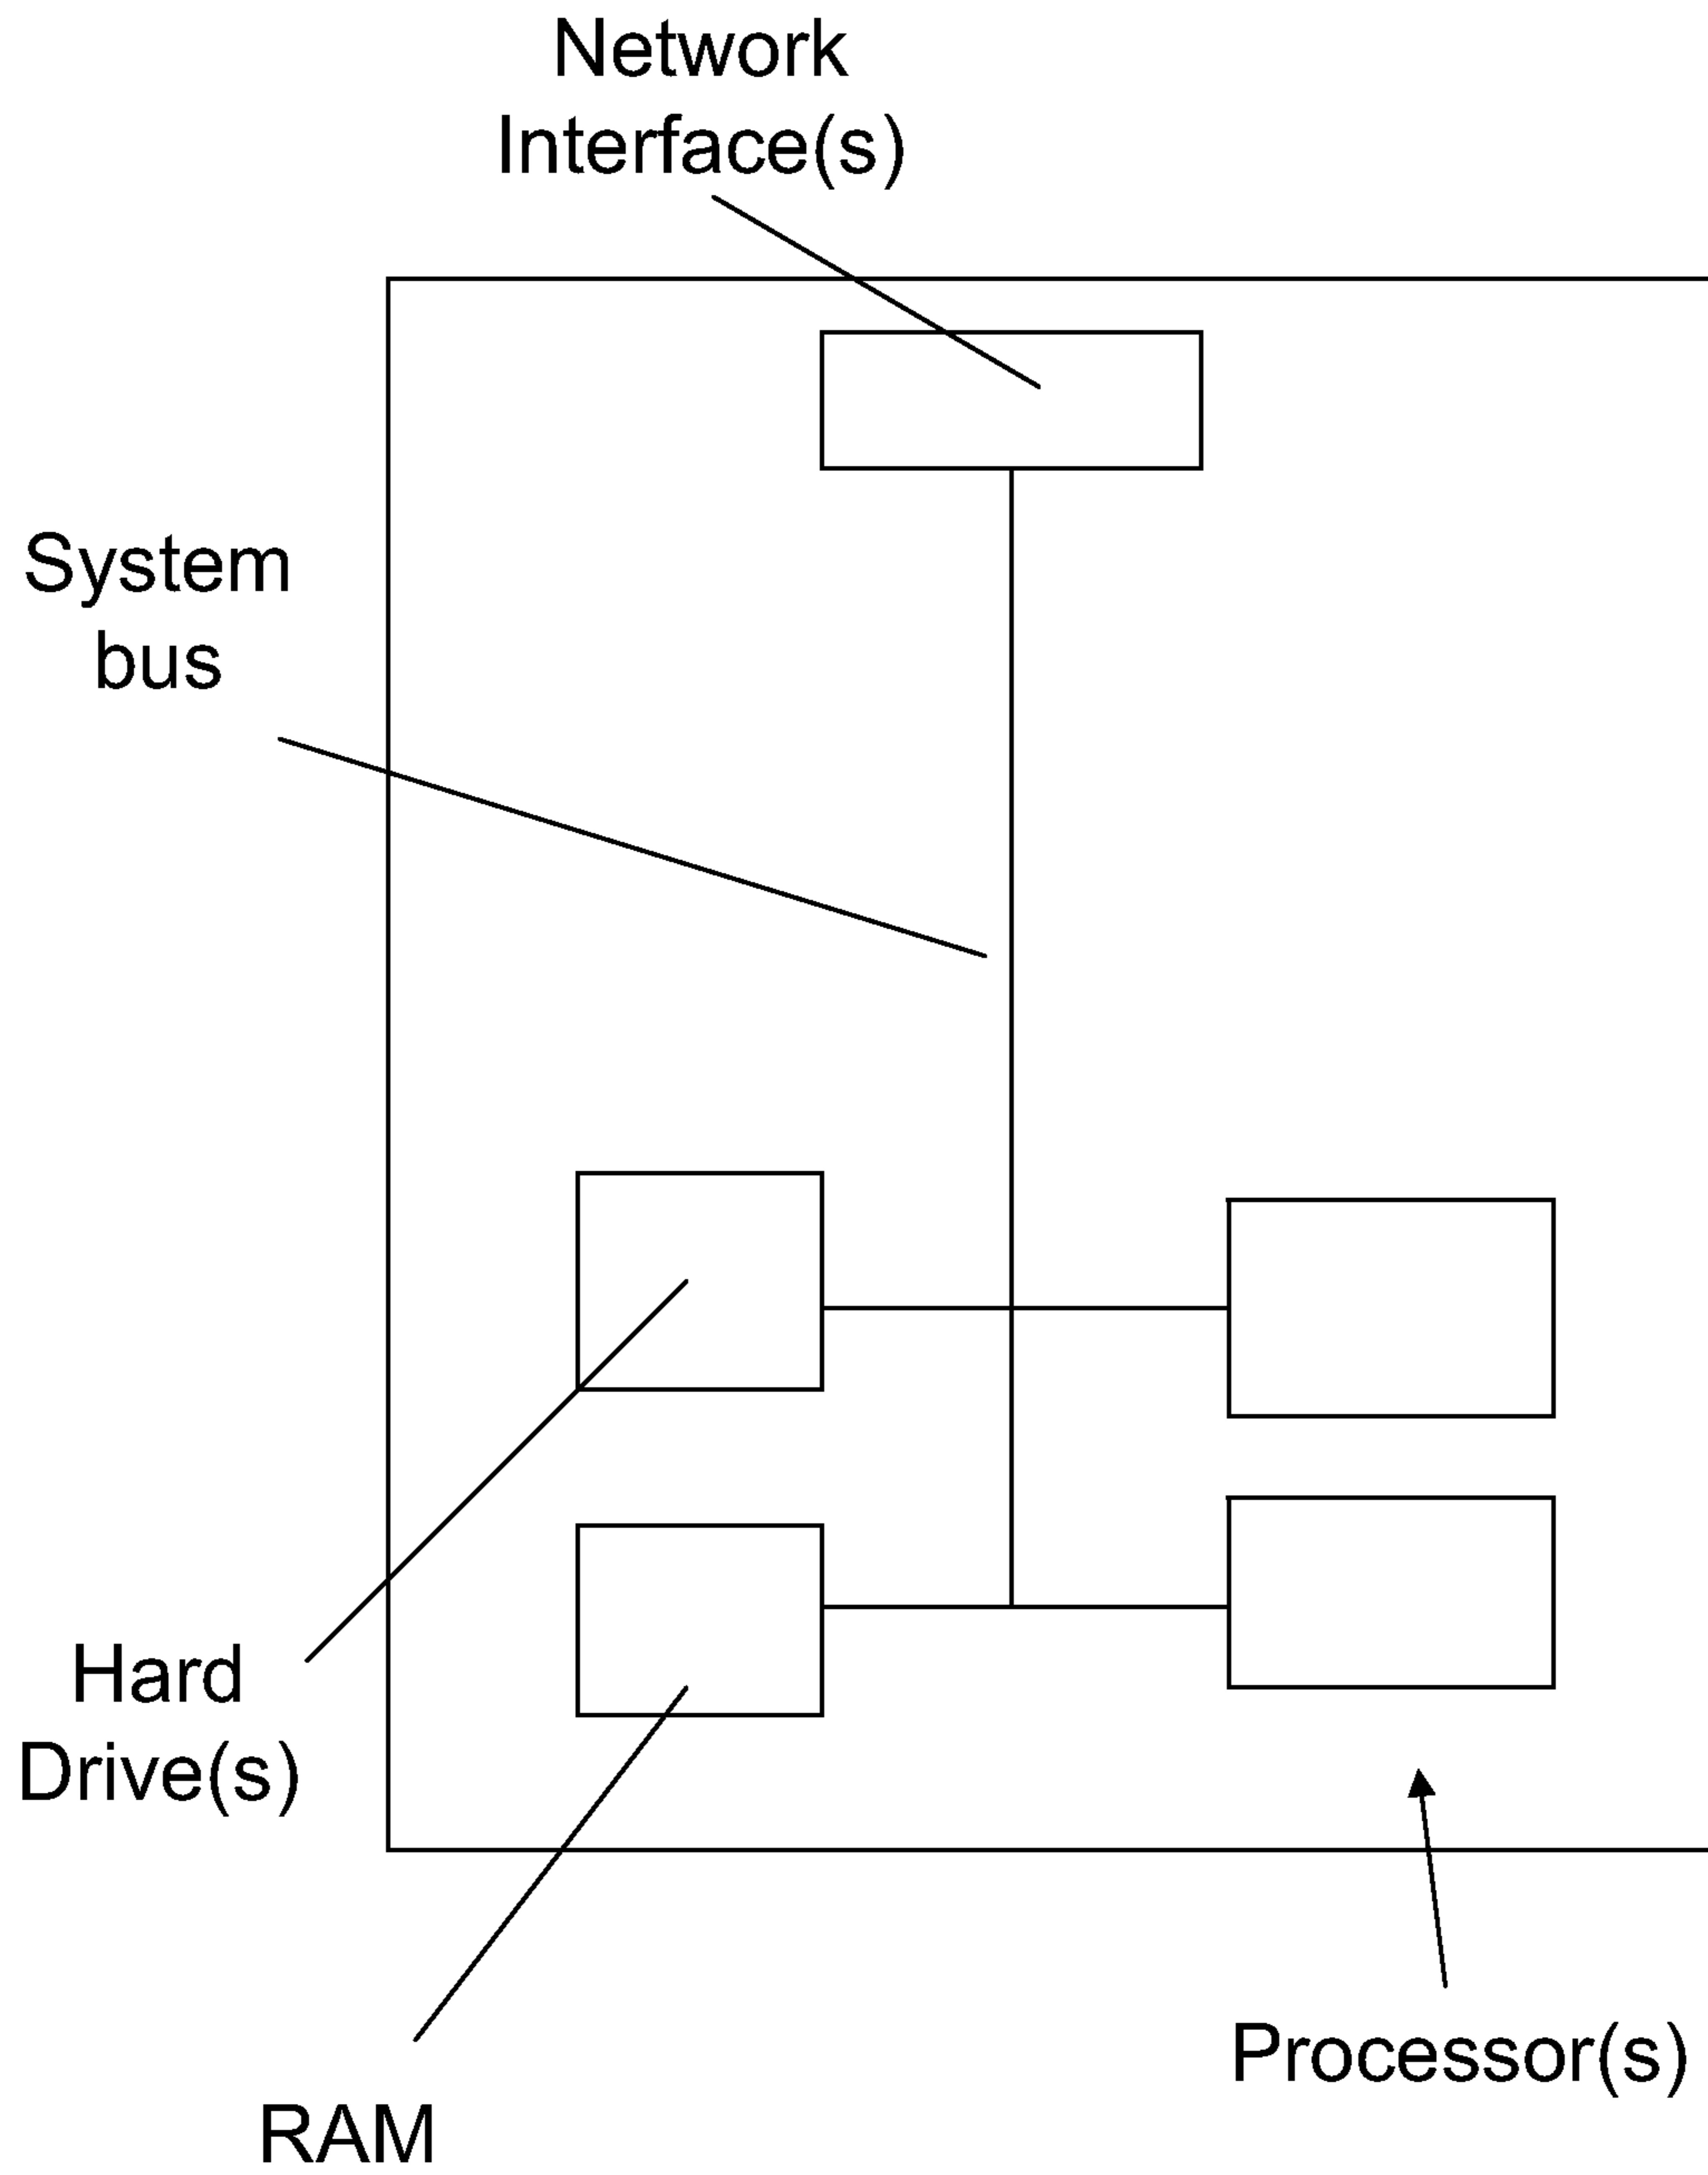 Network
Interface(s)
System
bus
Hard
Drive(s)
Processor(s)
RAM